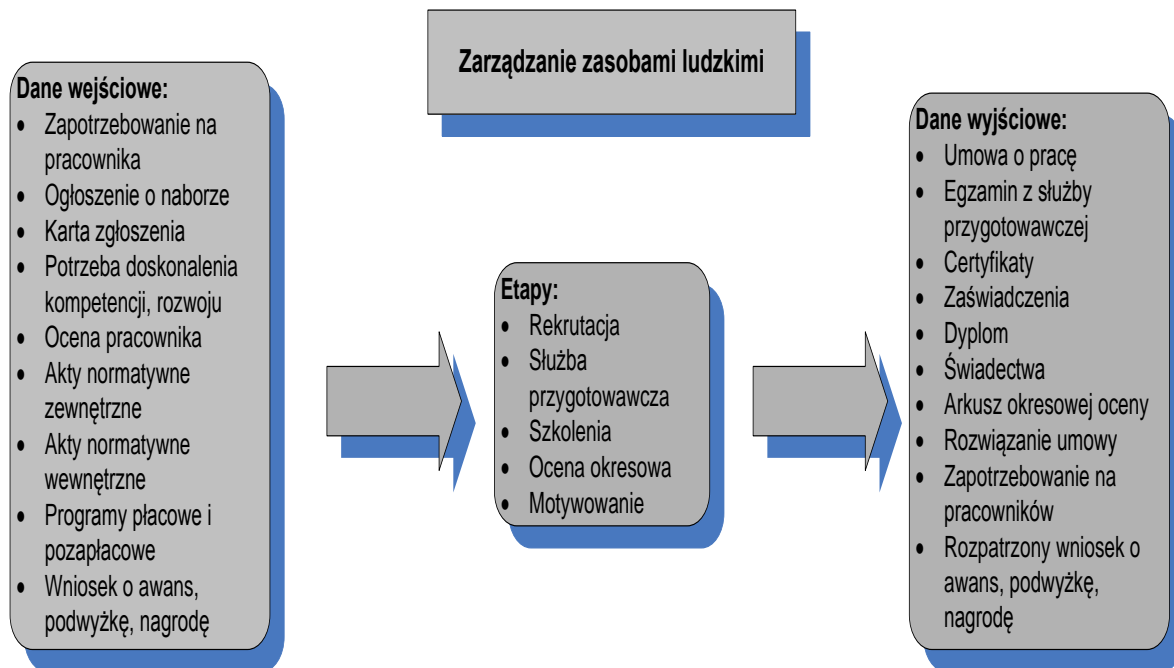 Zarządzanie zasobami ludzkimi
Dane wejściowe:
• Zapotrzebowanie na
pracownika
• Ogłoszenie o naborze
• Karta zgłoszenia
• Potrzeba doskonalenia
kompetencji, rozwoju
• Ocena pracownika
• Akty normatywne
zewnętrzne
• Akty normatywne
wewnętrzne
• Programy płacowe i
pozapłacowe
• Wniosek o awans,
podwyżkę, nagrodę
Etapy:
• Rekrutacja
• Służba
przygotowawcza
• Szkolenia
• Ocena okresowa
• Motywowanie
Dane wyjściowe:
• Umowa o pracę
• Egzamin z służby
przygotowawczej
• Certyfikaty
• Zaświadczenia
• Dyplom
• Świadectwa
• Arkusz okresowej oceny
• Rozwiązanie umowy
• Zapotrzebowanie na
pracowników
• Rozpatrzony wniosek o
awans, podwyżkę,
nagrodę